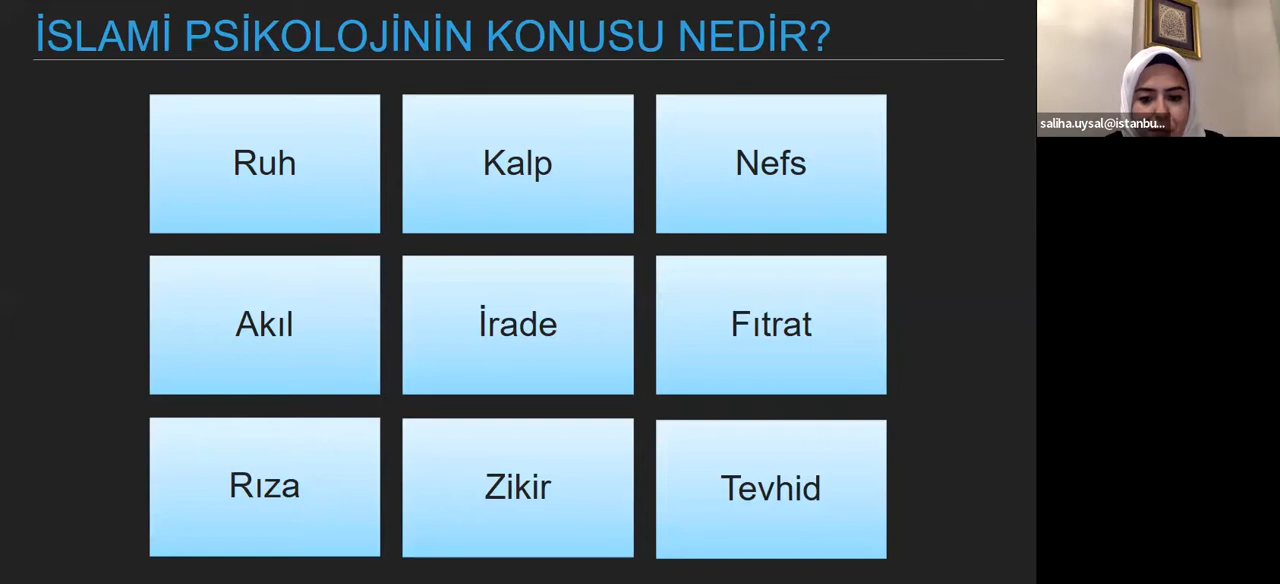 İSLAMİ PSİKOLOJİNİN KONUSU NEDİR?
Ruh
Kalp
Nefs
Akıl
İrade
Fıtrat
Rıza
Zikir
Tevhid
saliha.uysal@istanbu...